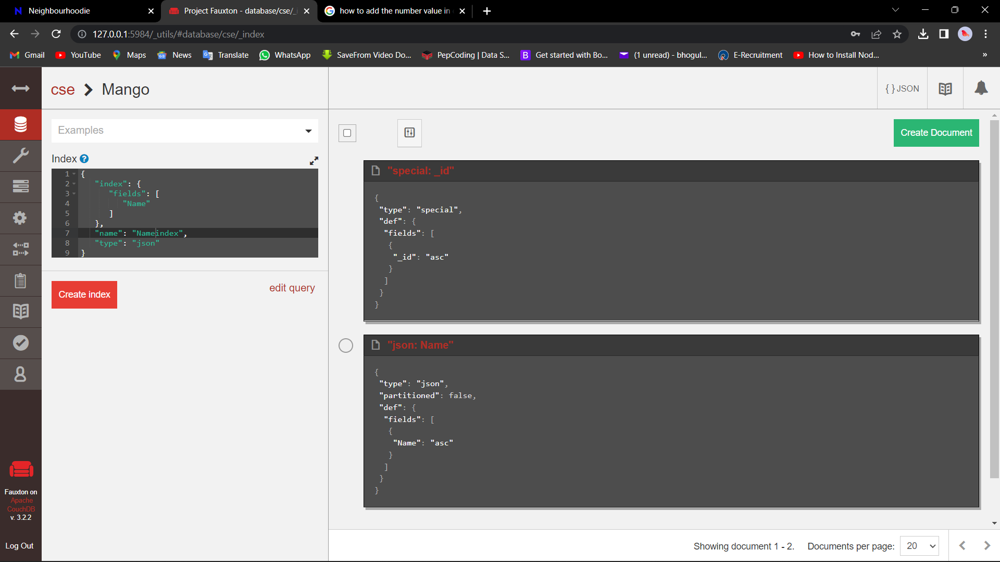 Neighbourhoodie
Project Fauxton - database/cse/_i
how to add the number value in
127.0.0.1:5984/_utils/#database/cse/_index
Gmail
YouTube
Maps
News
Translate
WhatsApp
SaveFrom Video Do...
PepCoding | Data S...
Get started with Bo...
(1 unread) - bhogul...
E-Recruitment
How to Install Nod...
»
cse > Mango
{ } JSON
Examples
Index ?
1 {
2 "index": {
3 "fields": [
4 "Name"
5 ]
6 },
7 "name": "Nameindex",
8 "type": "json"
9 }
Create index
edit query
Create Document
"special: _id"
{
"type": "special",
"def": {
"fields": [
{
"_id": "asc"
}
]
}
}
"json: Name"
{
"type": "json",
"partitioned": false,
"def": {
"fields": [
{
"Name": "asc"
}
]
}
}
Fauxton on
Apache
CouchDB
v. 3.2.2
Log Out
Showing document 1 - 2.
Documents per page: 20